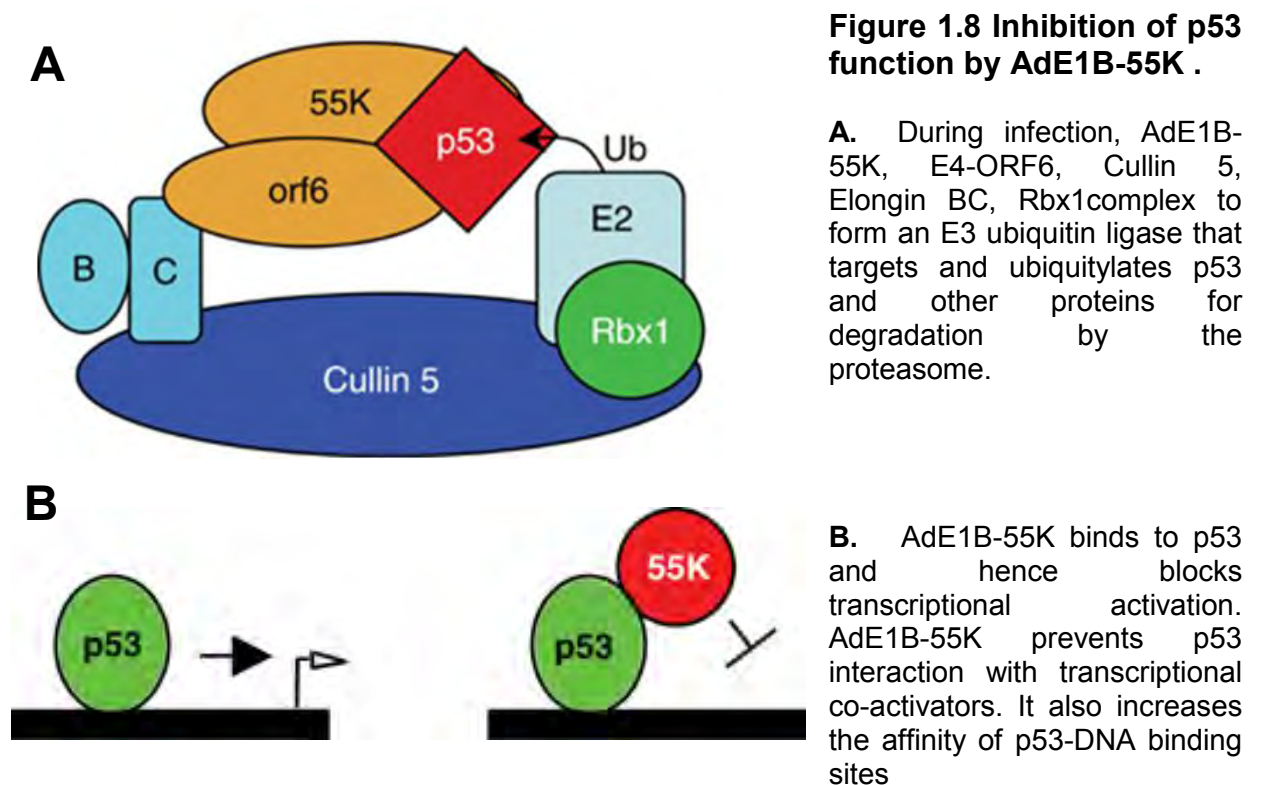 A
55K
p53
Ub
orf6
E2
B
C
Rbx1
Cullin 5
Figure 1.8 Inhibition of p53
function by AdE1B-55K .
A. During infection, AdE1B-
55K, E4-ORF6, Cullin 5,
Elongin BC, Rbx1complex to
form an E3 ubiquitin ligase that
targets and ubiquitylates p53
and other proteins for
degradation by the
proteasome.
B
p53
55K
p53
B. AdE1B-55K binds to p53
and hence blocks
transcriptional activation.
AdE1B-55K prevents p53
interaction with transcriptional
co-activators. It also increases
the affinity of p53-DNA binding
sites